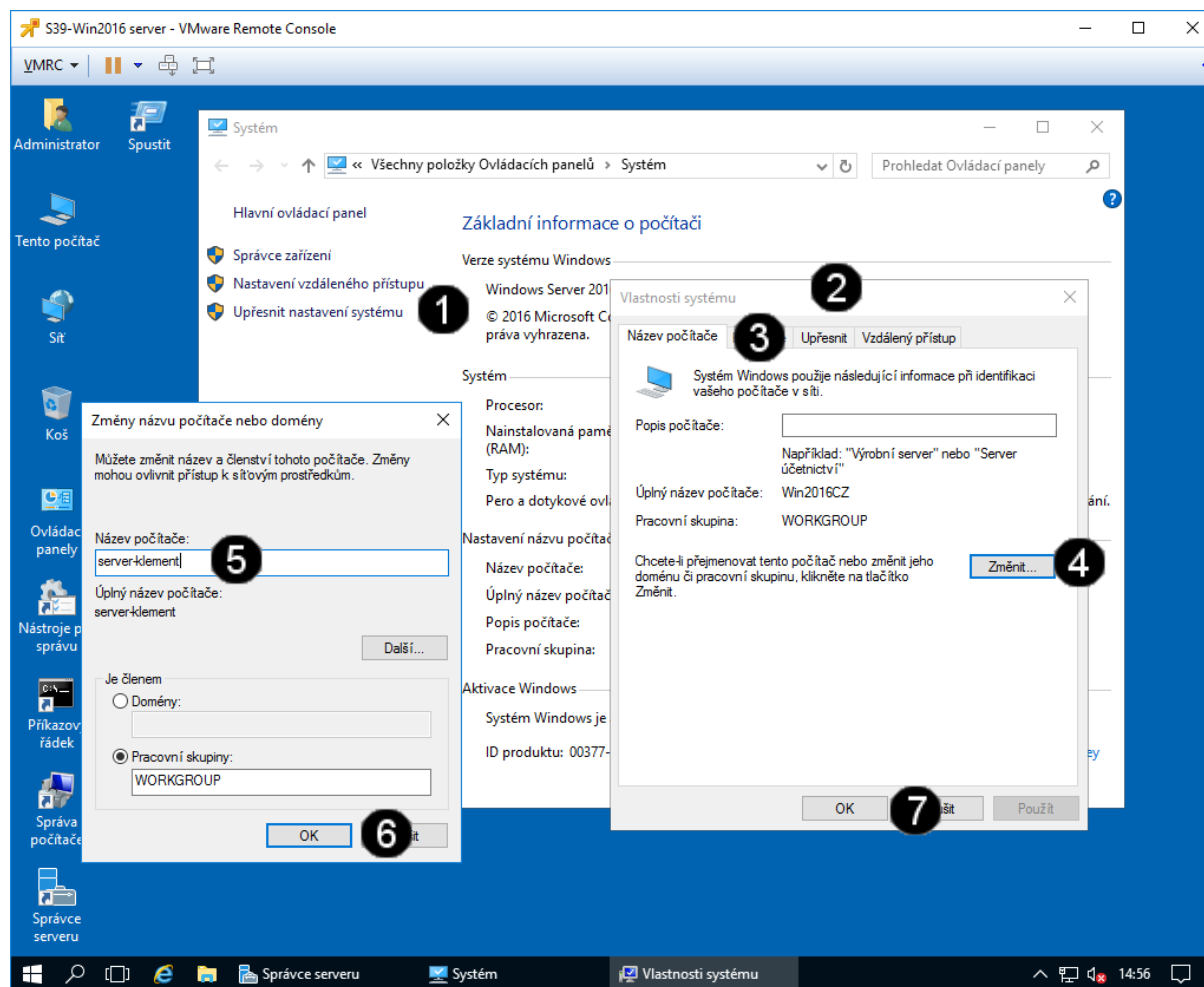 S39-Win2016 server - VMware Remote Console
VMRC
Administrator
Spustit
Tento počítač
Síť
Koš
Ovládac
panely
Nástroje p
správu
Příkazov
řádek
Správa
počítače
Správce
serveru
Systém
« Všechny položky Ovládacích panelů > Systém
Prohledat Ovládací panely
Hlavní ovládací panel
Správce zařízení
Nastavení vzdáleného přístupu
Upřesnit nastavení systému
1
Základní informace o počítači
Verze systému Windows
Windows Server 201
© 2016 Microsoft Co
práva vyhrazena.
Systém
Procesor:
Nainstalovaná pamě
(RAM):
Typ systému:
Pero a dotykové ovl
ání.
Nastavení názvu počítač
Název počítače:
Úplný název počítač
Popis počítače:
Pracovní skupina:
Aktivace Windows
Systém Windows je
ID produktu: 00377-
ey
Vlastnosti systému
2
Název počítače
3
Upřesnit
Vzdálený přístup
Systém Windows použije následující informace při identifikaci
vašeho počítače v síti.
Popis počítače:
Například: "Výrobní server" nebo "Server
účetnictví"
Úplný název počítače: Win2016CZ
Pracovní skupina: WORKGROUP
Chcete-li přejmenovat tento počítač nebo změnit jeho
doménu či pracovní skupinu, klikněte na tlačítko
Změnit.
Změnit...
4
OK
7
šit
Použít
Změny názvu počítače nebo domény
Můžete změnit název a členství tohoto počítače. Změny
mohou ovlivnit přístup k síťovým prostředkům.
Název počítače:
server-klement
5
Úplný název počítače:
server-klement
Další...
Je členem
Domény:
Pracovní skupiny:
WORKGROUP
OK
6
it
Správce serveru
Systém
Vlastnosti systému
14:56